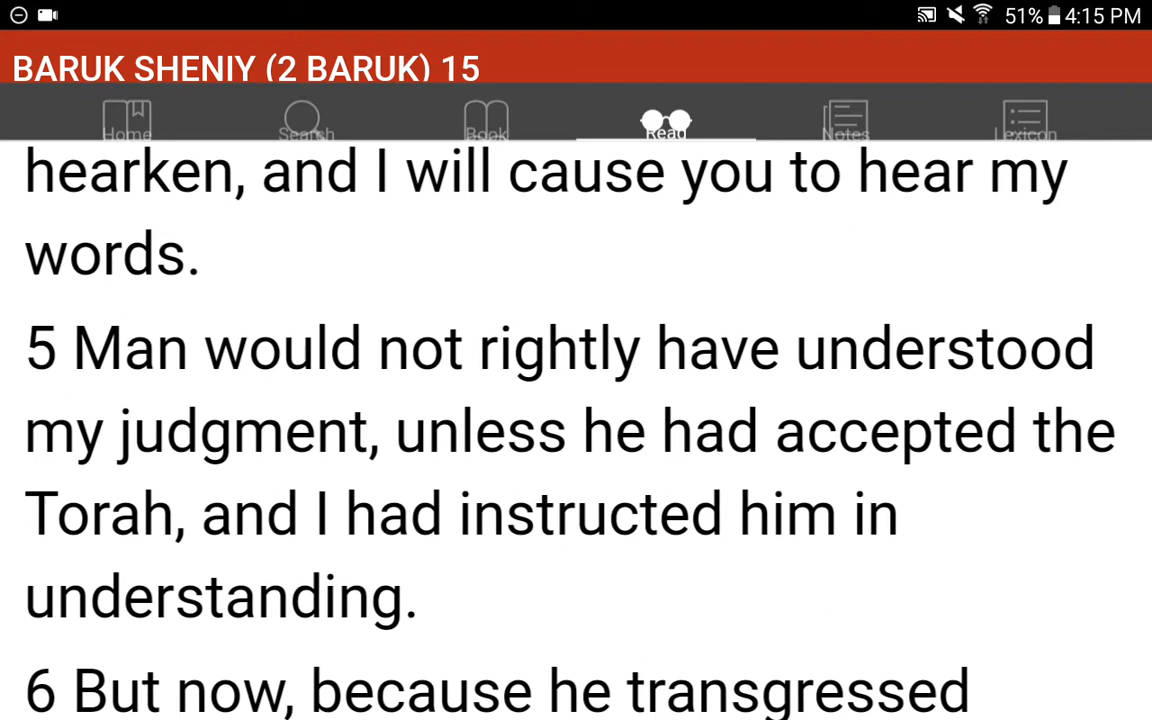 51% 4:15 PM
BARUK SHENIY (2 BARUK) 15
Home Search Book Read Notes Lexicon
hearken, and I will cause you to hear my
words.
5 Man would not rightly have understood
my judgment, unless he had accepted the
Torah, and I had instructed him in
understanding.
6 But now, because he transgressed